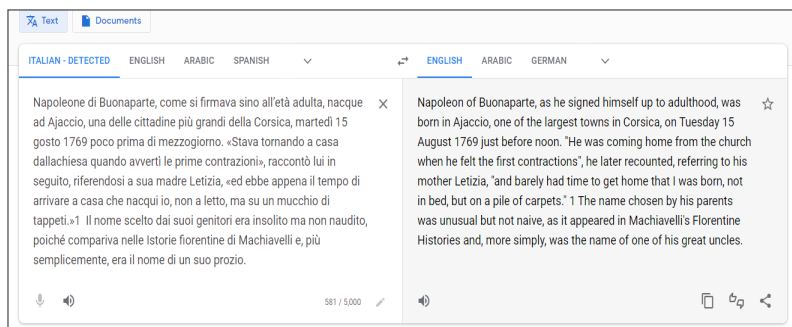 Text Documents
ITALIAN - DETECTED ENGLISH ARABIC SPANISH ENGLISH ARABIC GERMAN
Napoleone di Buonaparte, come si firmava sino all'età adulta, nacque
ad Ajaccio, una delle cittadine più grandi della Corsica, martedì 15
gosto 1769 poco prima di mezzogiorno. «Stava tornando a casa
dallachiesa quando avvertì le prime contrazioni», raccontò lui in
seguito, riferendosi a sua madre Letizia, «ed ebbe appena il tempo di
arrivare a casa che nacqui io, non a letto, ma su un mucchio di
tappeti.»1 Il nome scelto dai suoi genitori era insolito ma non naudito,
poiché compariva nelle Istorie fiorentine di Machiavelli e, più
semplicemente, era il nome di un suo prozio.
581 / 5,000
Napoleon of Buonaparte, as he signed himself up to adulthood, was
born in Ajaccio, one of the largest towns in Corsica, on Tuesday 15
August 1769 just before noon. "He was coming home from the church
when he felt the first contractions", he later recounted, referring to his
mother Letizia, "and barely had time to get home that I was born, not
in bed, but on a pile of carpets." 1 The name chosen by his parents
was unusual but not naive, as it appeared in Machiavelli's Florentine
Histories and, more simply, was the name of one of his great uncles.